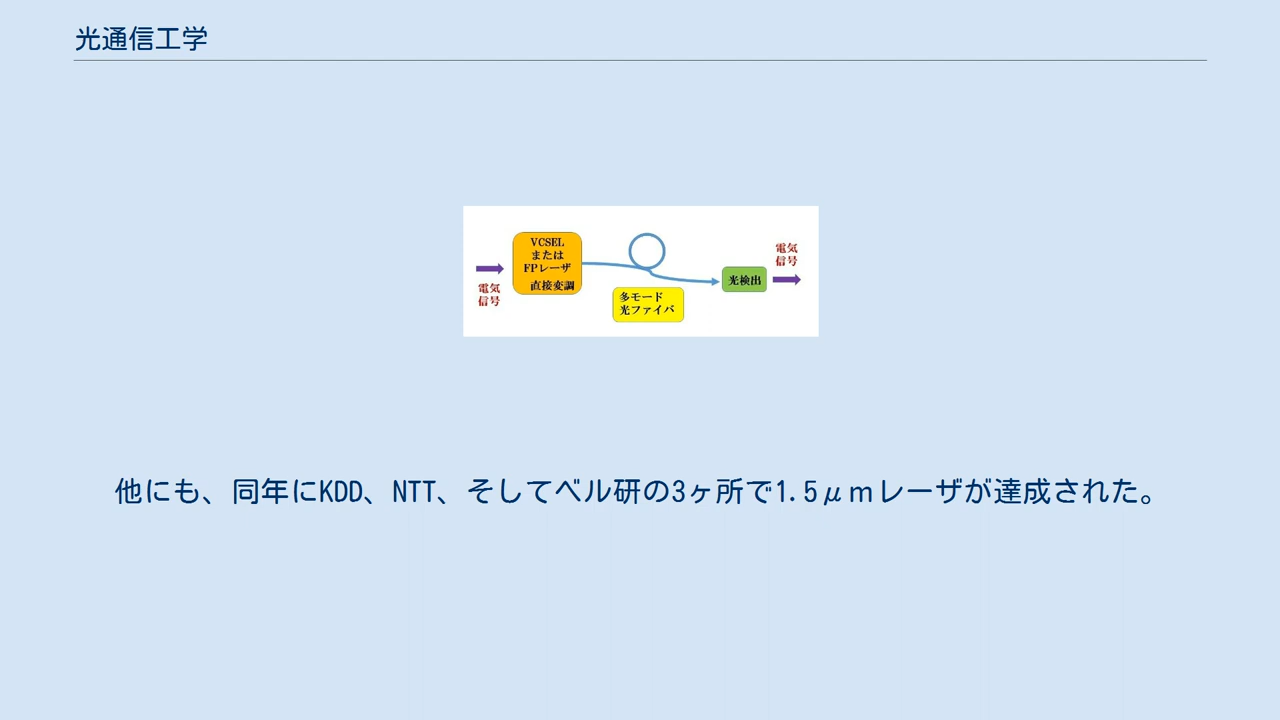 光通信工学
VCSEL
または
FPレーザ
直接変調
電気
信号
多モード
光ファイバ
光検出
電気
信号
他にも、同年にKDD、NTT、そしてベル研の3ヶ所で1.5μmレーザが達成された。